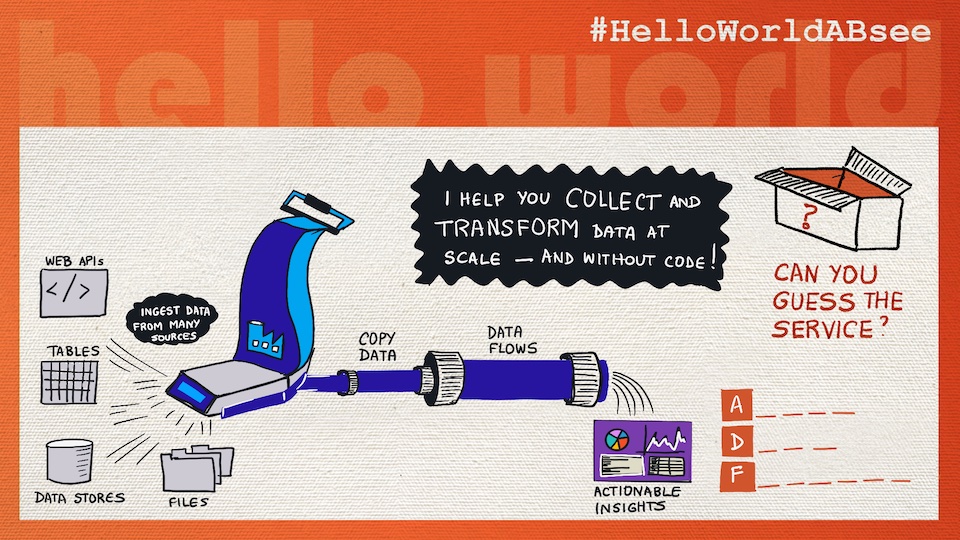 hello world
#HelloWorldABsee
I HELP YOU COLLECT AND
TRANSFORM DATA AT
SCALE — AND WITHOUT CODE!
?
CAN YOU
GUESS THE
SERVICE?
WEB APIs
</>
INGEST DATA
FROM MANY
SOURCES
TABLES
COPY
DATA
DATA
FLOWS
DATA STORES
FILES
ACTIONABLE
INSIGHTS
A _ _ _ _
D _ _ _
F _ _ _ _ _ _